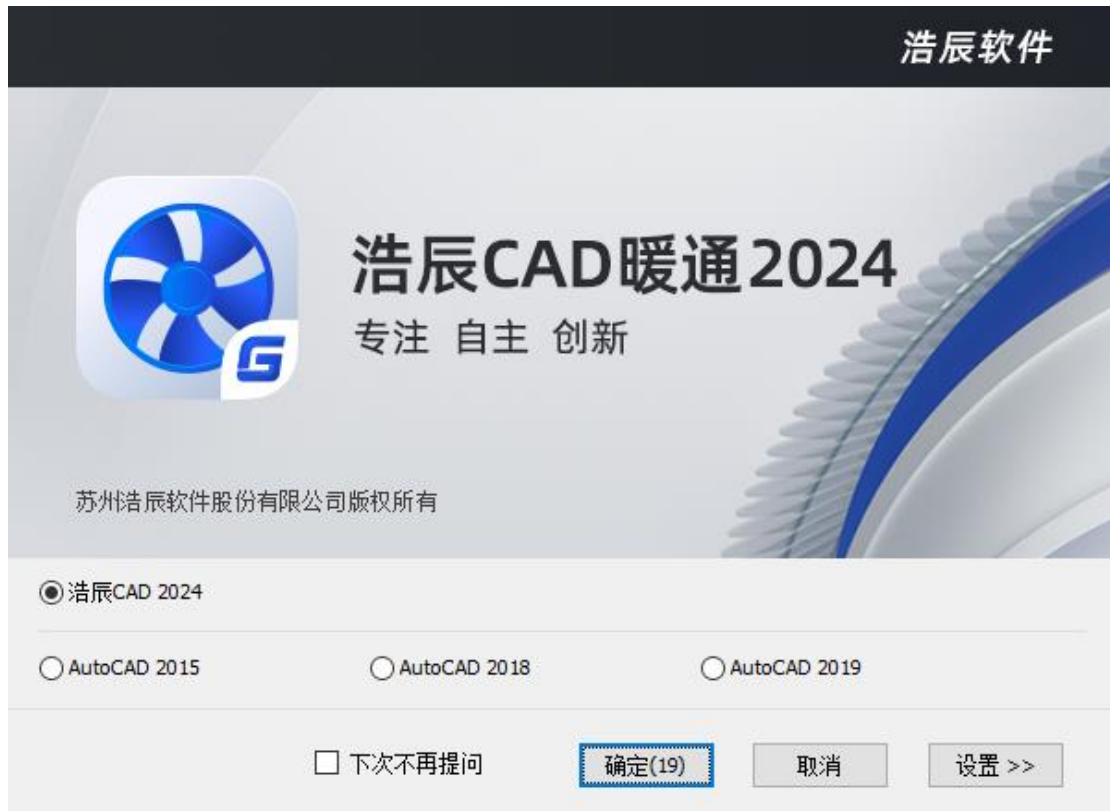 浩辰软件
浩辰CAD暖通2024
专注 自主 创新
苏州浩辰软件股份有限公司版权所有
浩辰CAD 2024
AutoCAD 2015 AutoCAD 2018 AutoCAD 2019
下次不再提问 确定(19) 取消 设置 >>